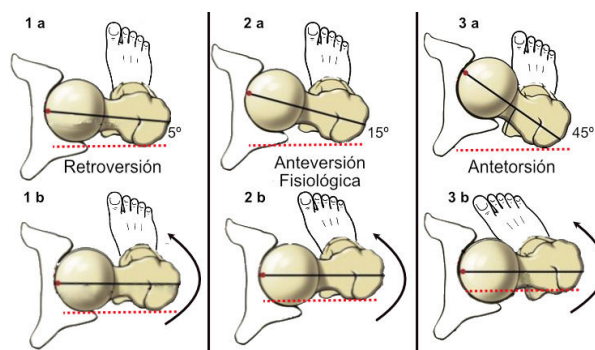 1 a
5º
Retroversión
2 a
15º
Anteversión
Fisiológica
3 a
45º
Antetorsión
1 b
2 b
3 b